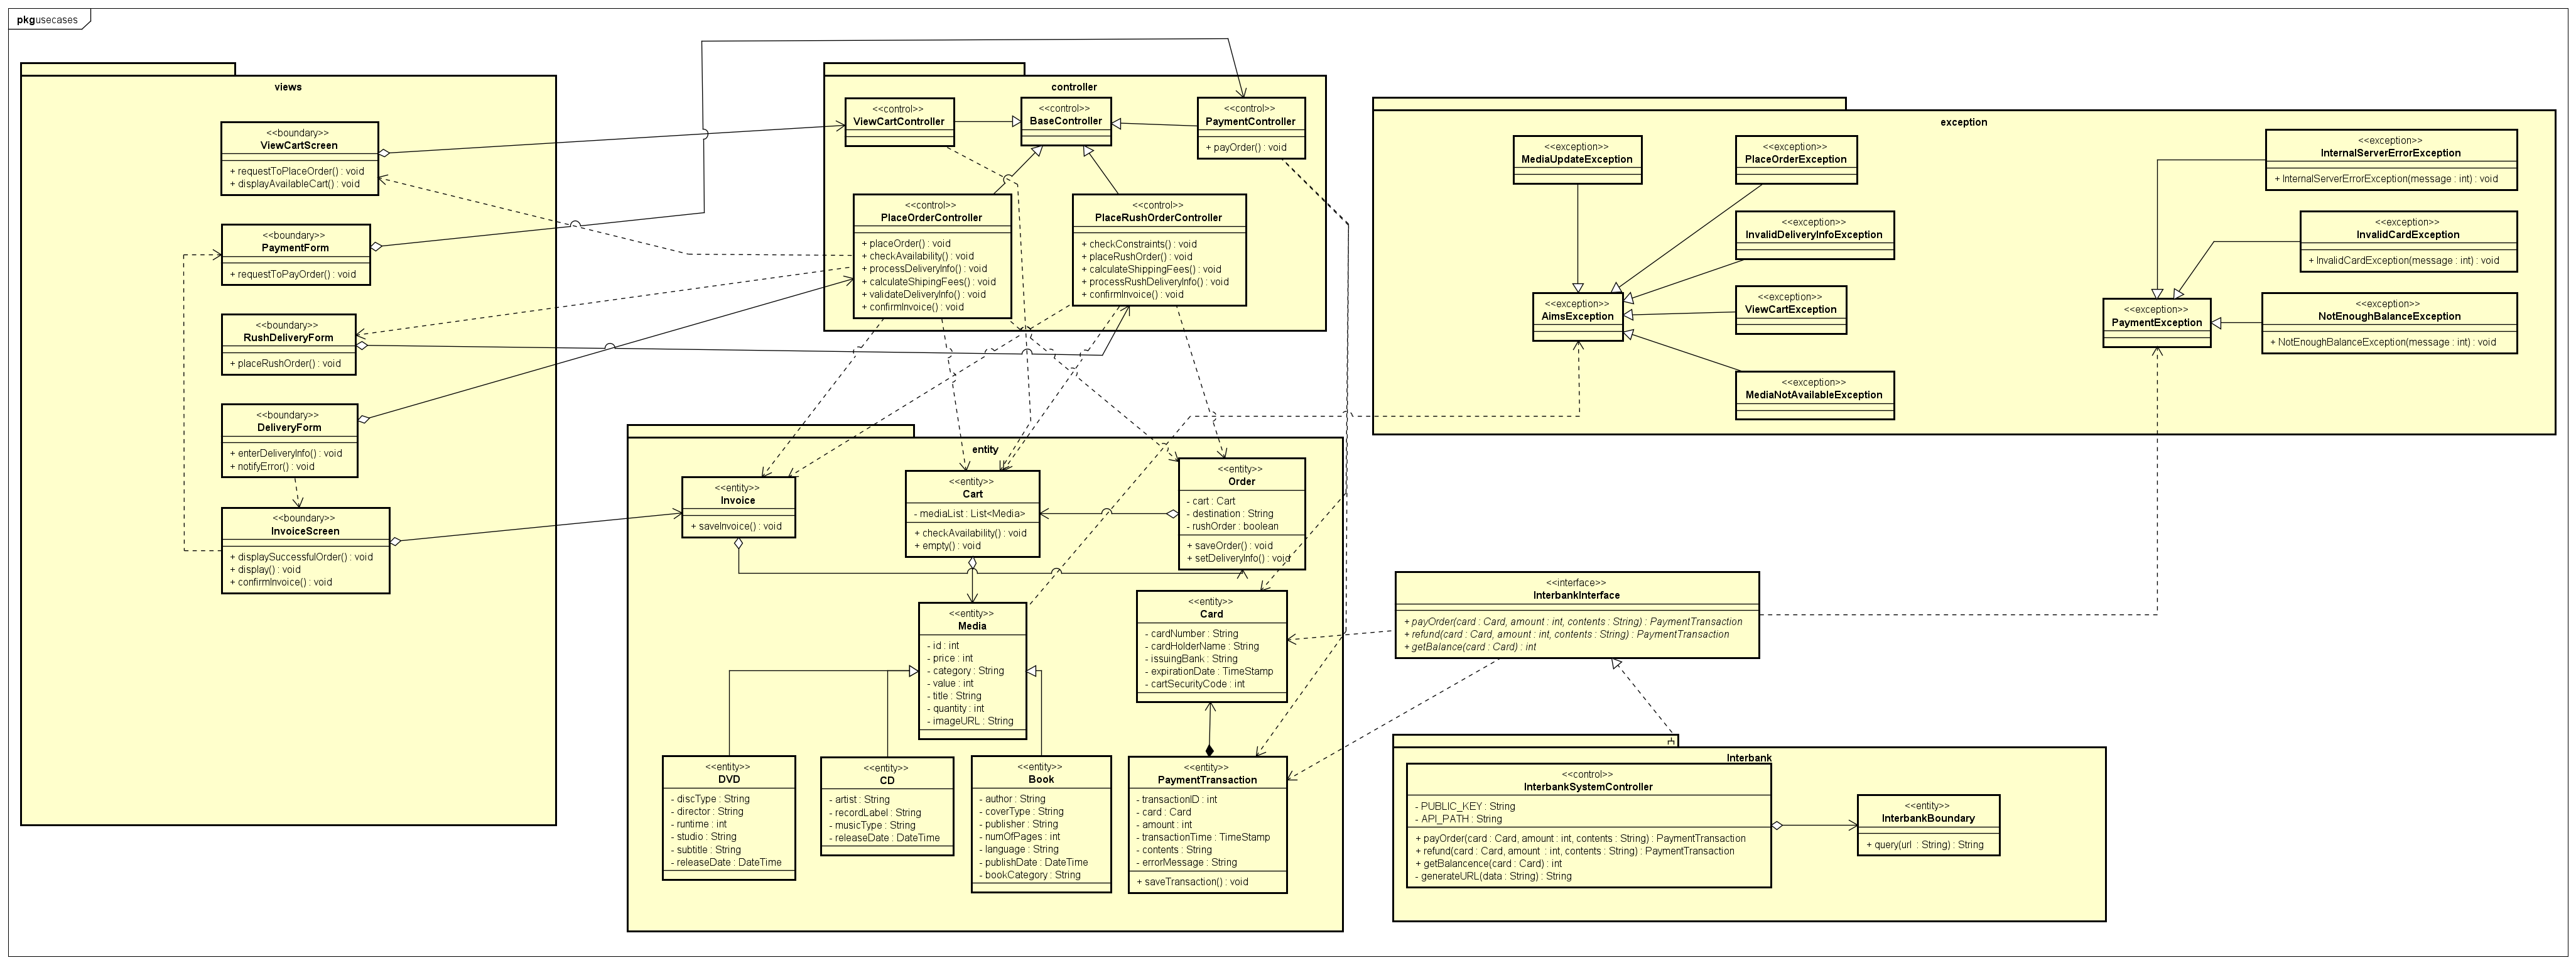 pkg usecases
views
<<boundary>>
ViewCartScreen
+ requestToPlaceOrder() : void
+ displayAvailableCart() : void
<<boundary>>
PaymentForm
+ requestToPayOrder() : void
<<boundary>>
RushDeliveryForm
+ placeRushOrder() : void
<<boundary>>
DeliveryForm
+ enterDeliveryInfo() : void
+ notifyError() : void
<<boundary>>
InvoiceScreen
+ displaySuccessfulOrder() : void
+ display() : void
+ confirmInvoice() : void
controller
<<control>>
ViewCartController
<<control>>
BaseController
<<control>>
PaymentController
+ payOrder() : void
<<control>>
PlaceOrderController
+ placeOrder() : void
+ checkAvailability() : void
+ processDeliveryInfo() : void
+ calculateShipingFees() : void
+ validateDeliveryInfo() : void
+ confirmInvoice() : void
<<control>>
PlaceRushOrderController
+ checkConstraints() : void
+ placeRushOrder() : void
+ calculateShippingFees() : void
+ processRushDeliveryInfo() : void
+ confirmInvoice() : void
exception
<<exception>>
MediaUpdateException
<<exception>>
PlaceOrderException
<<exception>>
InvalidDeliveryInfoException
<<exception>>
AimsException
<<exception>>
ViewCartException
<<exception>>
MediaNotAvailableException
<<exception>>
InternalServerErrorException
+ InternalServerErrorException(message : int) : void
<<exception>>
InvalidCardException
+ InvalidCardException(message : int) : void
<<exception>>
PaymentException
<<exception>>
NotEnoughBalanceException
+ NotEnoughBalanceException(message : int) : void
entity
<<entity>>
Invoice
+ saveInvoice() : void
<<entity>>
Cart
- mediaList : List<Media>
+ checkAvailability() : void
+ empty() : void
<<entity>>
Order
- cart : Cart
- destination : String
- rushOrder : boolean
+ saveOrder() : void
+ setDeliveryInfo() : void
<<entity>>
Media
- id : int
- price : int
- category : String
- value : int
- title : String
- quantity : int
- imageURL : String
<<entity>>
Card
- cardNumber : String
- cardHolderName : String
- issuingBank : String
- expirationDate : TimeStamp
- cartSecurityCode : int
<<entity>>
DVD
- discType : String
- director : String
- runtime : int
- studio : String
- subtitle : String
- releaseDate : DateTime
<<entity>>
CD
- artist : String
- recordLabel : String
- musicType : String
- releaseDate : DateTime
<<entity>>
Book
- author : String
- coverType : String
- publisher : String
- numOfPages : int
- language : String
- publishDate : DateTime
- bookCategory : String
<<entity>>
PaymentTransaction
- transactionID : int
- card : Card
- amount : int
- transactionTime : TimeStamp
- contents : String
- errorMessage : String
+ saveTransaction() : void
<<interface>>
InterbankInterface
+ payOrder(card : Card, amount : int, contents : String) : PaymentTransaction
+ refund(card : Card, amount : int, contents : String) : PaymentTransaction
+ getBalance(card : Card) : int
Interbank
<<control>>
InterbankSystemController
- PUBLIC_KEY : String
- API_PATH : String
+ payOrder(card : Card, amount : int, contents : String) : PaymentTransaction
+ refund(card : Card, amount : int, contents : String) : PaymentTransaction
+ getBalancence(card : Card) : int
- generateURL(data : String) : String
<<entity>>
InterbankBoundary
+ query(url : String) : String